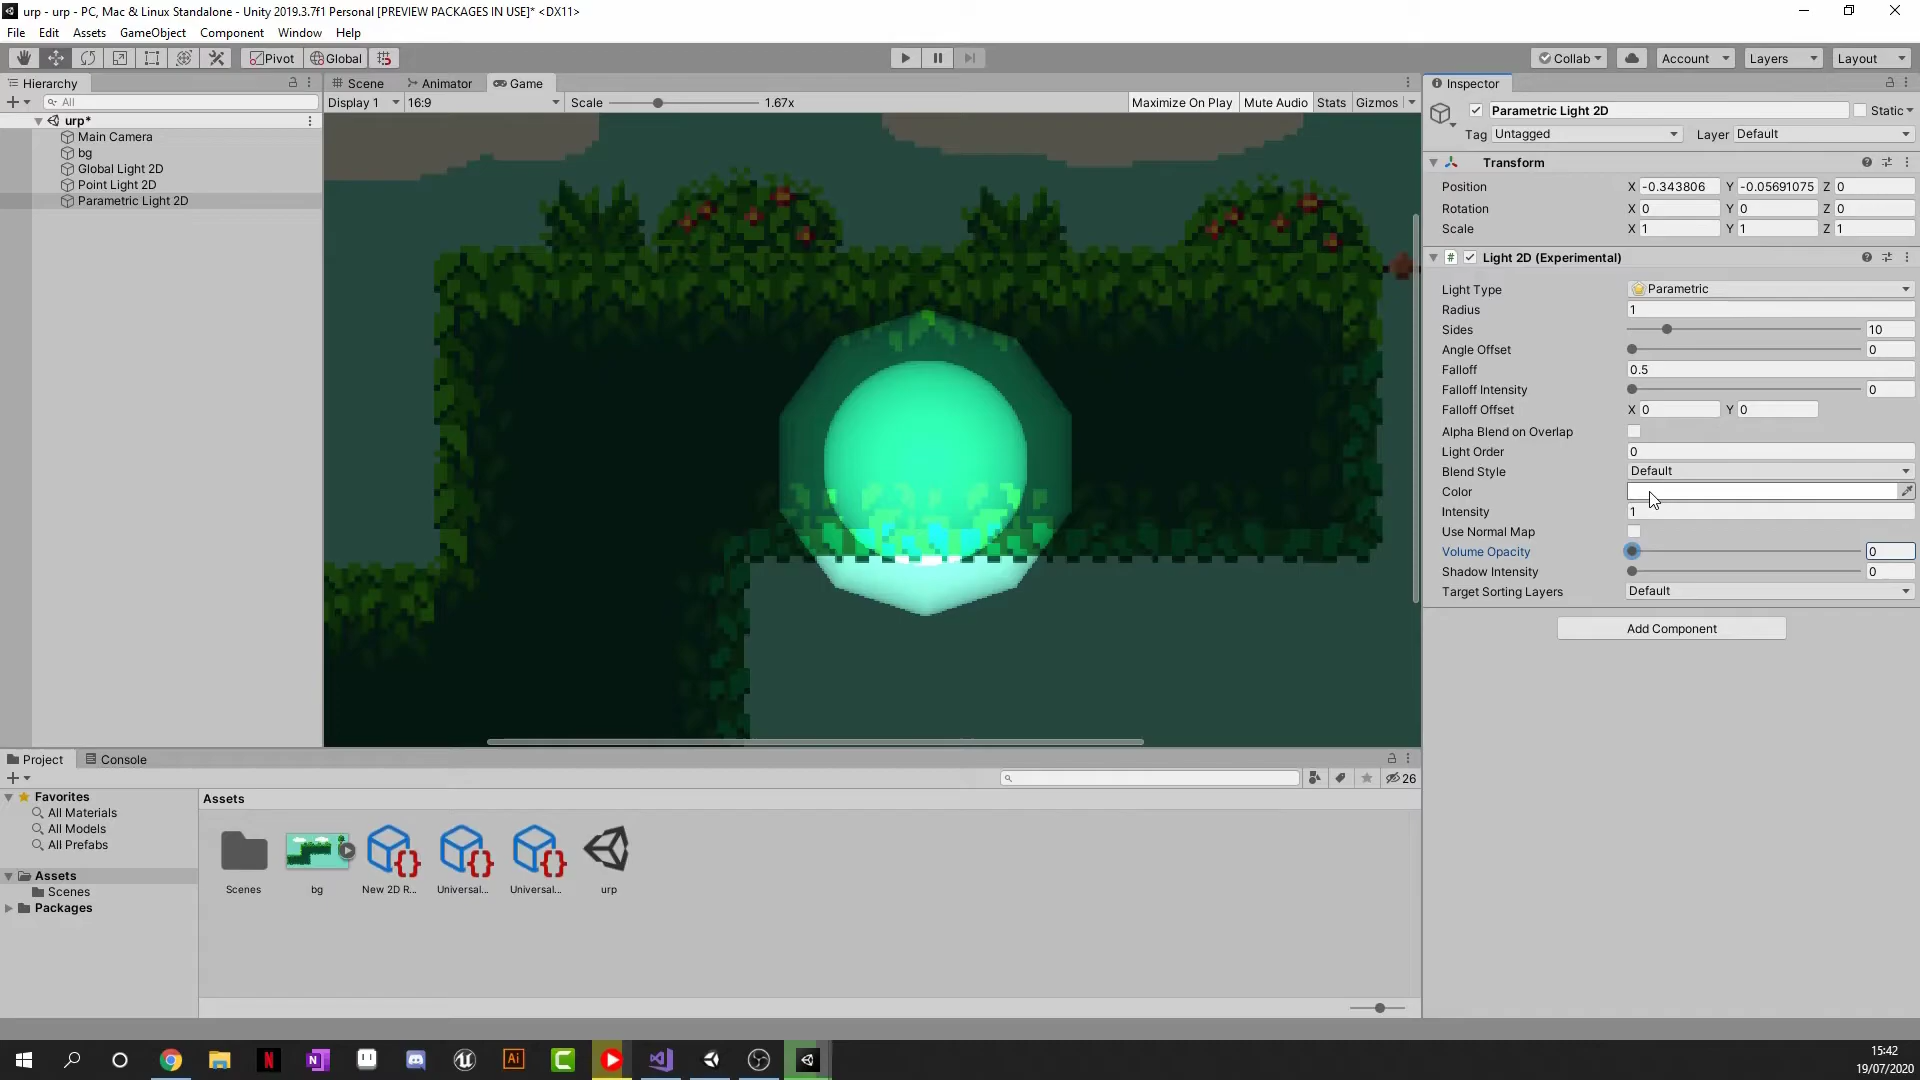 urp - urp - PC, Mac & Linux Standalone - Unity 2019.3.7f1 Personal [PREVIEW PACKAGES IN USE]* <DX11>
File Edit Assets GameObject Component Window Help
Pivot Global Collab Account Layers Layout
Hierarchy
All
urp*
Main Camera
bg
Global Light 2D
Point Light 2D
Parametric Light 2D
Scene Animator Game
Display 1 16:9 Scale 1.67x Maximize On Play Mute Audio Stats Gizmos
Inspector
Parametric Light 2D Static
Tag Untagged Layer Default
Transform
Position X -0.343806 Y -0.05691075 Z 0
Rotation X 0 Y 0 Z 0
Scale X 1 Y 1 Z 1
Light 2D (Experimental)
Light Type Parametric
Radius 1
Sides 10
Angle Offset 0
Falloff 0.5
Falloff Intensity 0
Falloff Offset X 0 Y 0
Alpha Blend on Overlap
Light Order 0
Blend Style Default
Color
Intensity 1
Use Normal Map
Volume Opacity 0
Shadow Intensity 0
Target Sorting Layers Default
Add Component
Project Console
26
Favorites
All Materials
All Models
All Prefabs
Assets
Scenes
Packages
Assets
Scenes bg New 2D R... Universal... Universal... urp
15:42
19/07/2020